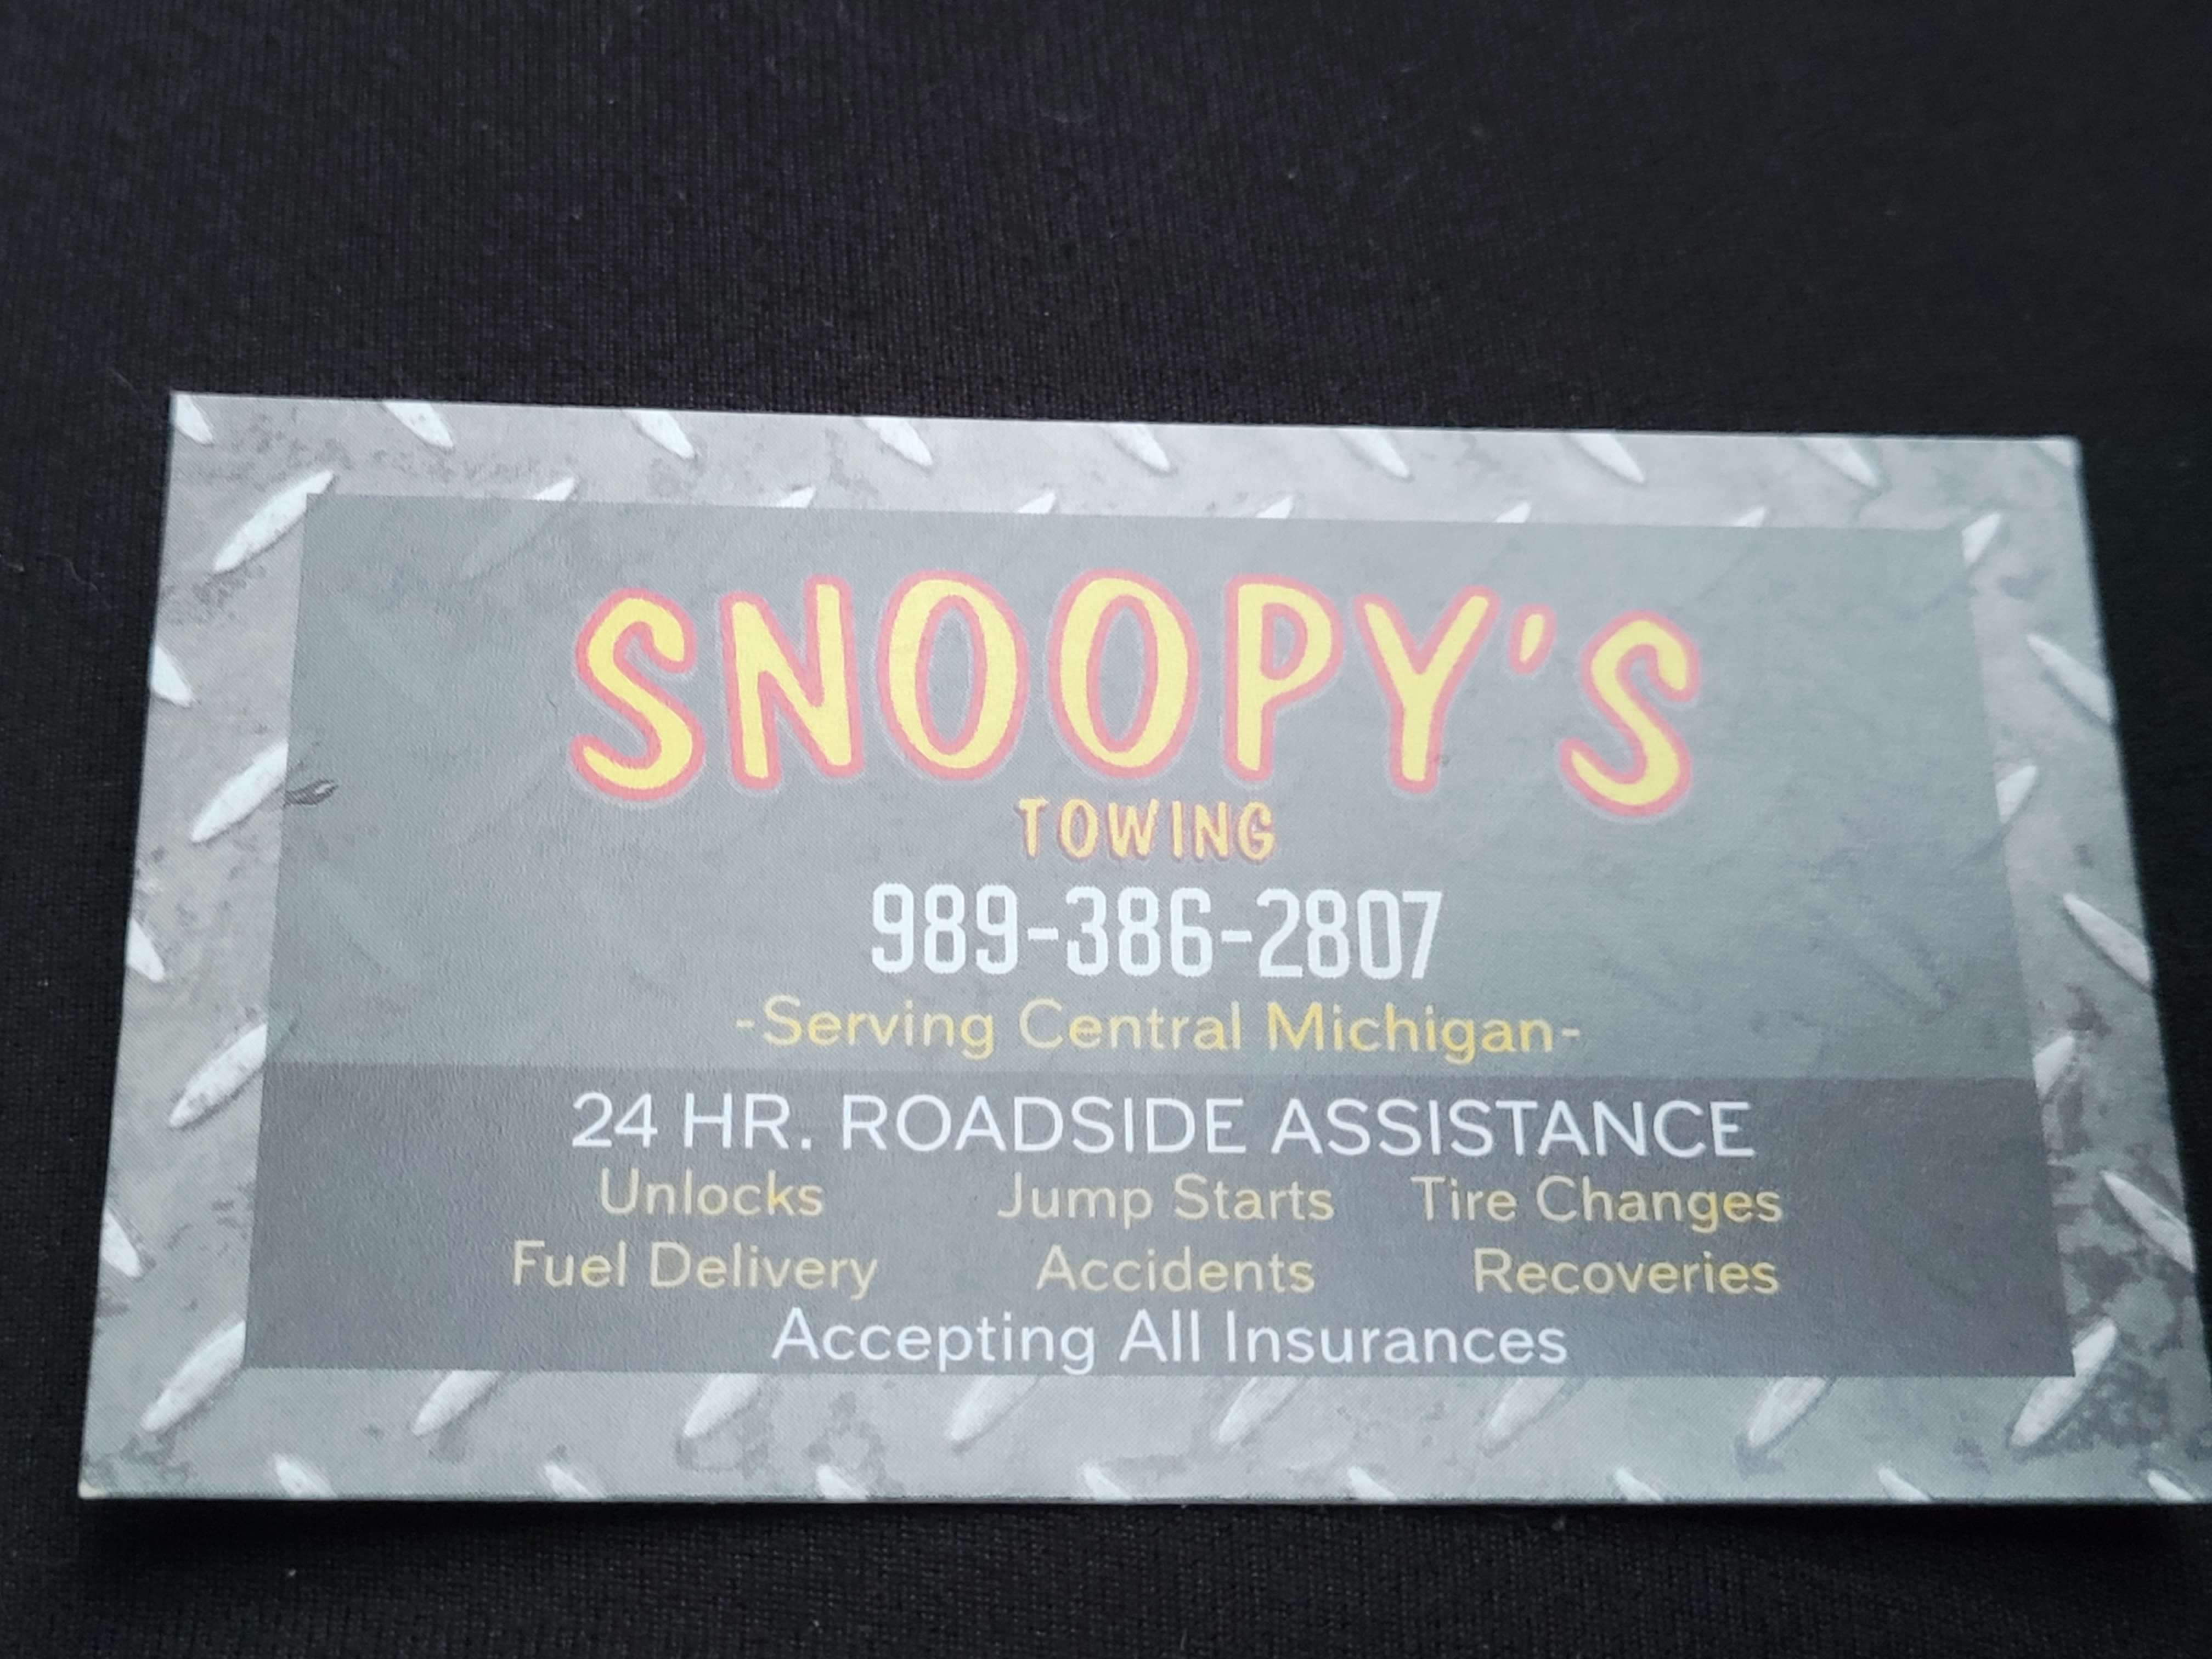 SNOOPY'S
TOWING
989-386-2807
-Serving Central Michigan-
24 HR. ROADSIDE ASSISTANCE
Unlocks Jump Starts Tire Changes
Fuel Delivery Accidents Recoveries
Accepting All Insurances